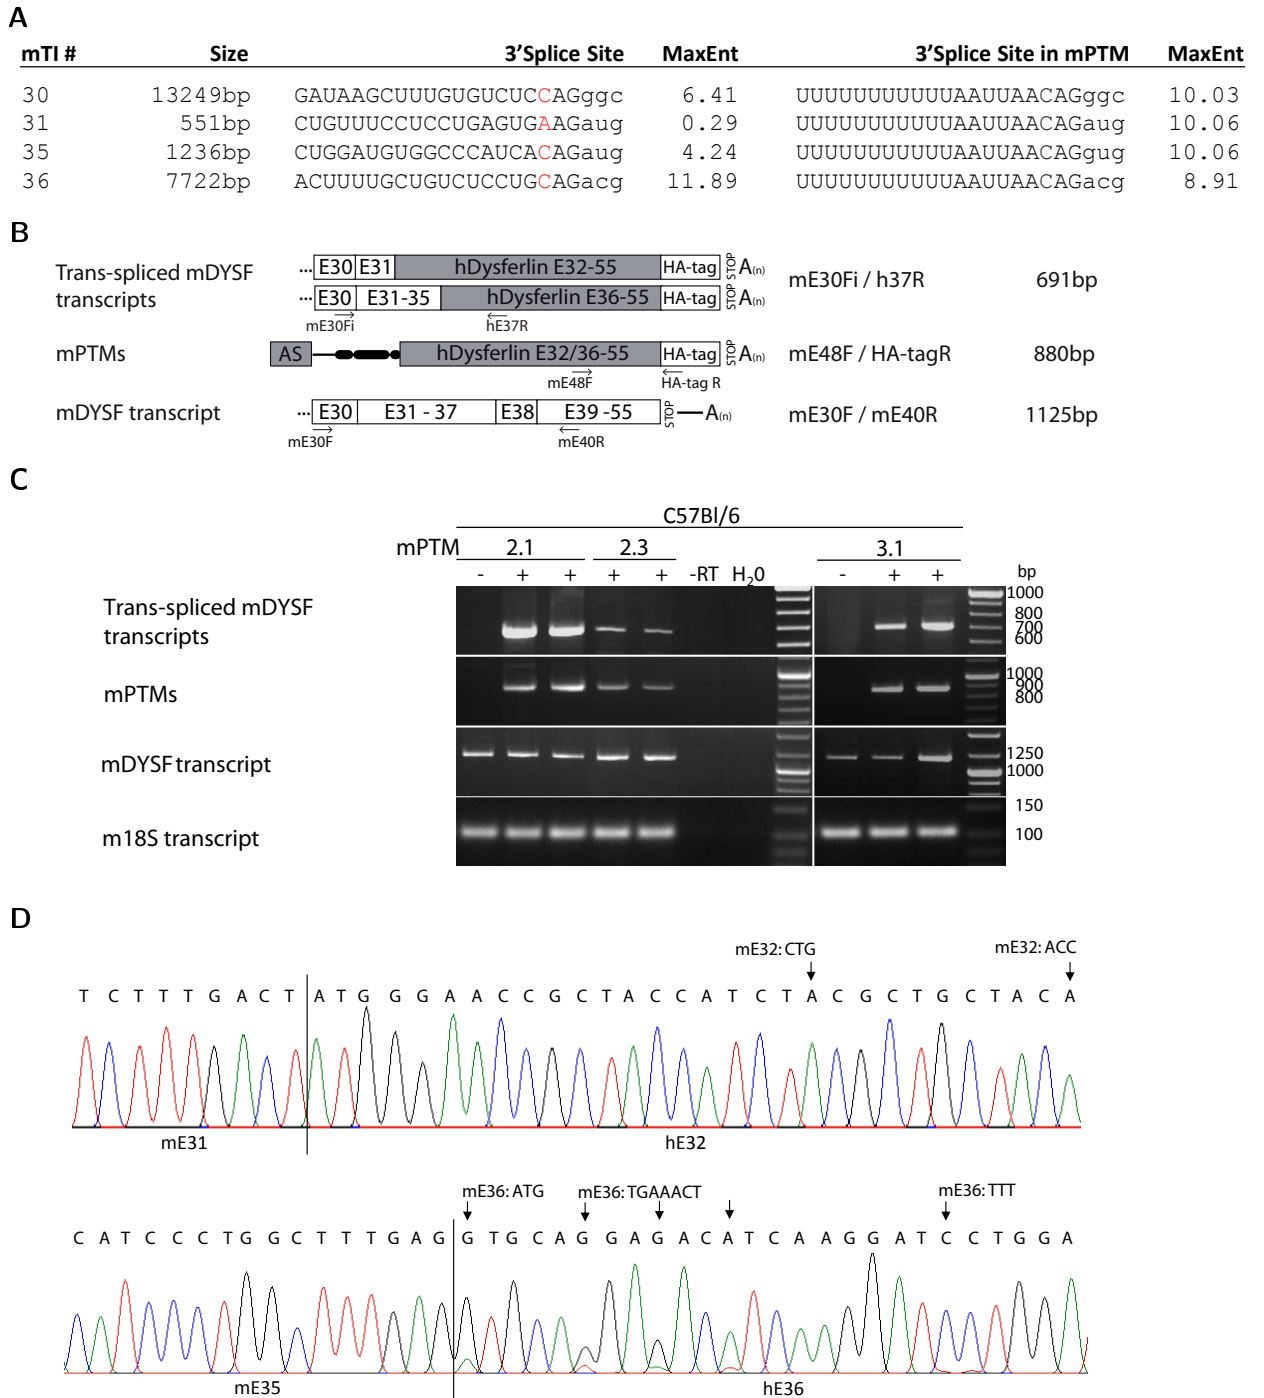 A
mTI # Size 3'Splice Site MaxEnt 3'Splice Site in mPTM MaxEnt
30 13249bp GAUAAGCUUUGUGUCUCCAGggc 6.41 UUUUUUUUUUUUAAUUAACAGggc 10.03
31 551bp CUGUUUCCUCCUGAGUGAAGaug 0.29 UUUUUUUUUUUUAAUUAACAGaug 10.06
35 1236bp CUGGAUGUGGCCCAUCACAGaug 4.24 UUUUUUUUUUUUAAUUAACAGgug 10.06
36 7722bp ACUUUUGCUGUCUCCUGCAGacg 11.89 UUUUUUUUUUUUAAUUAACAGacg 8.91
B
Trans-spliced mDYSF transcripts
... E30 E31 hDysferlin E32-55 HA-tag STOP A(n)
... E30 E31-35 hDysferlin E36-55 HA-tag STOP A(n)
mE30Fi hE37R
mE30Fi / h37R 691bp
mPTMs AS hDysferlin E32/36-55 HA-tag STOP A(n) mE48F / HA-tagR 880bp
mE48F HA-tag R
mDYSF transcript ... E30 E31 - 37 E38 E39 -55 STOP A(n) mE30F / mE40R 1125bp
mE30F mE40R
C
C57Bl/6
mPTM 2.1 2.3 3.1
- + + + + -RT H20 - + + bp
Trans-spliced mDYSF transcripts
1000
800
700
600
mPTMs
1000
900
800
mDYSF transcript
1250
1000
m18S transcript
150
100
D
mE32: CTG mE32: ACC
T C T T T G A C T A T G G G A A C C G C T A C C A T C T A C G C T G C T A C A
mE31 hE32
mE36: ATG mE36: TGAAACT mE36: TTT
C A T C C C T G G C T T T G A G G T G C A G G A G A C A T C A A G G A T C C T G G A
mE35 hE36